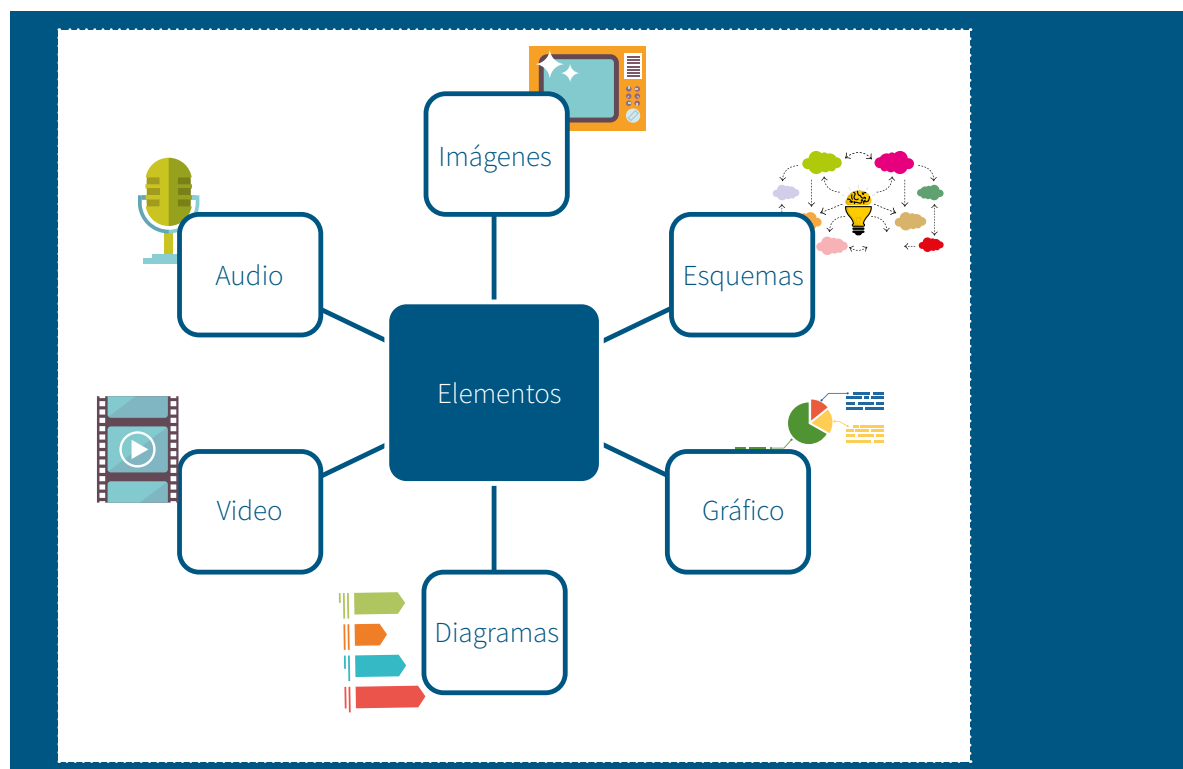 Imágenes
Audio
Esquemas
Elementos
Video
Gráfico
Diagramas